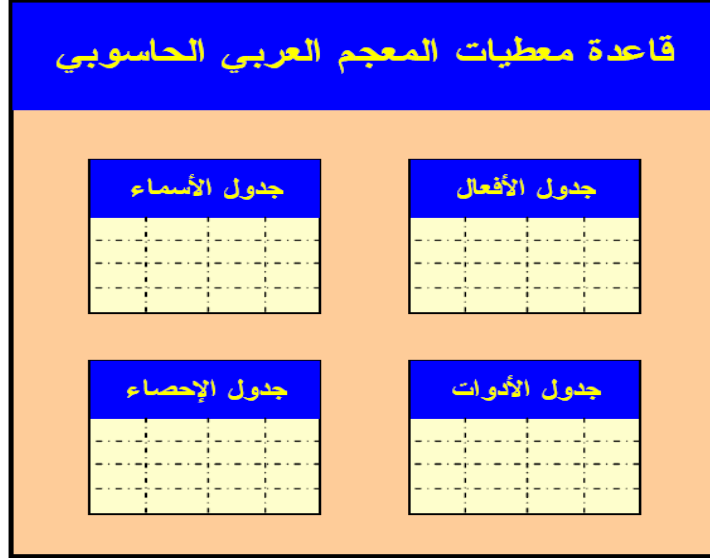 قاعدة معطيات المعجم العربي الحاسوبي
جدول الأفعال
جدول الأسماء
جدول الأدوات
جدول الإحصاء